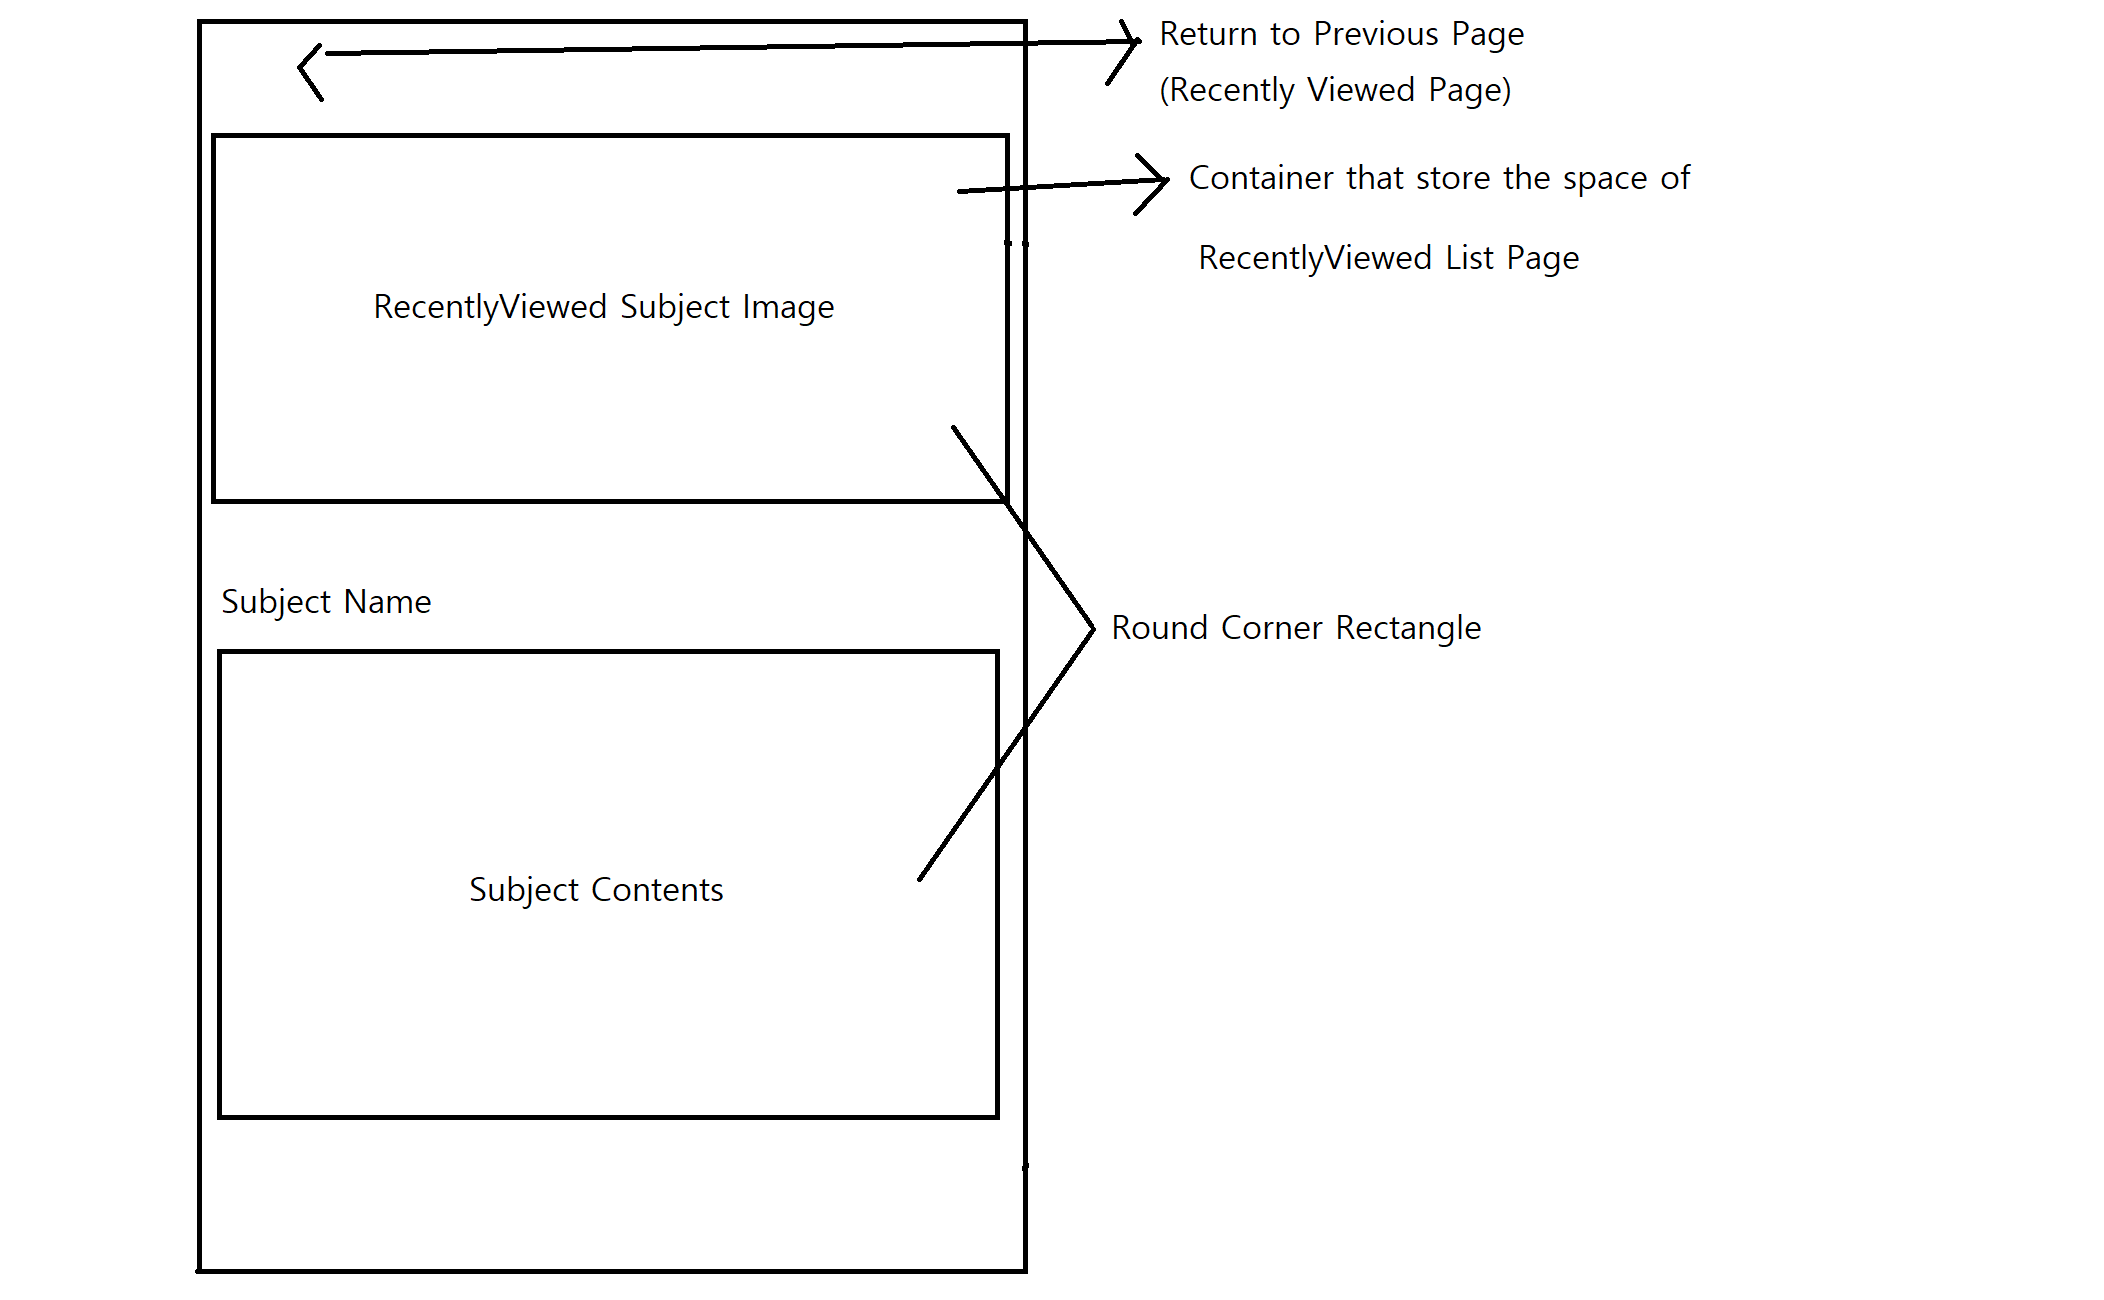 Return to Previous Page
(Recently Viewed Page)
Container that store the space of
RecentlyViewed List Page
RecentlyViewed Subject Image
Subject Name
Round Corner Rectangle
Subject Contents